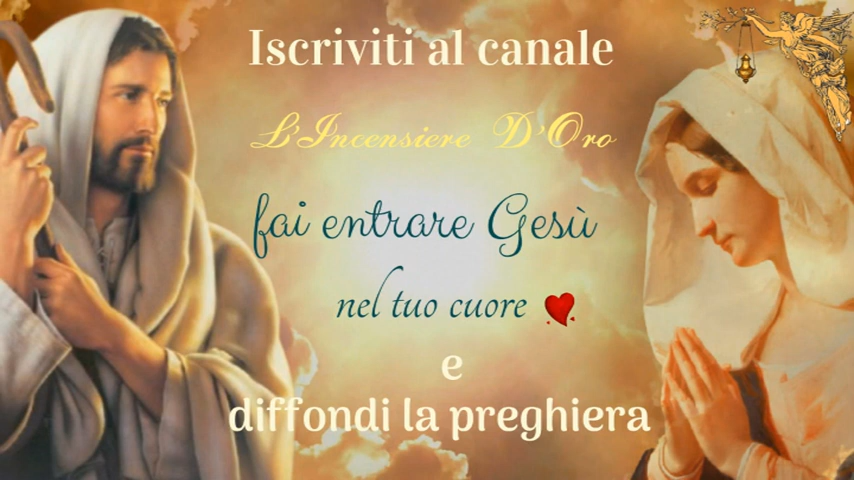 Iscriviti al canale
L'Incensiere D'Oro
fai entrare Gesù
nel tuo cuore
e
diffondi la preghiera